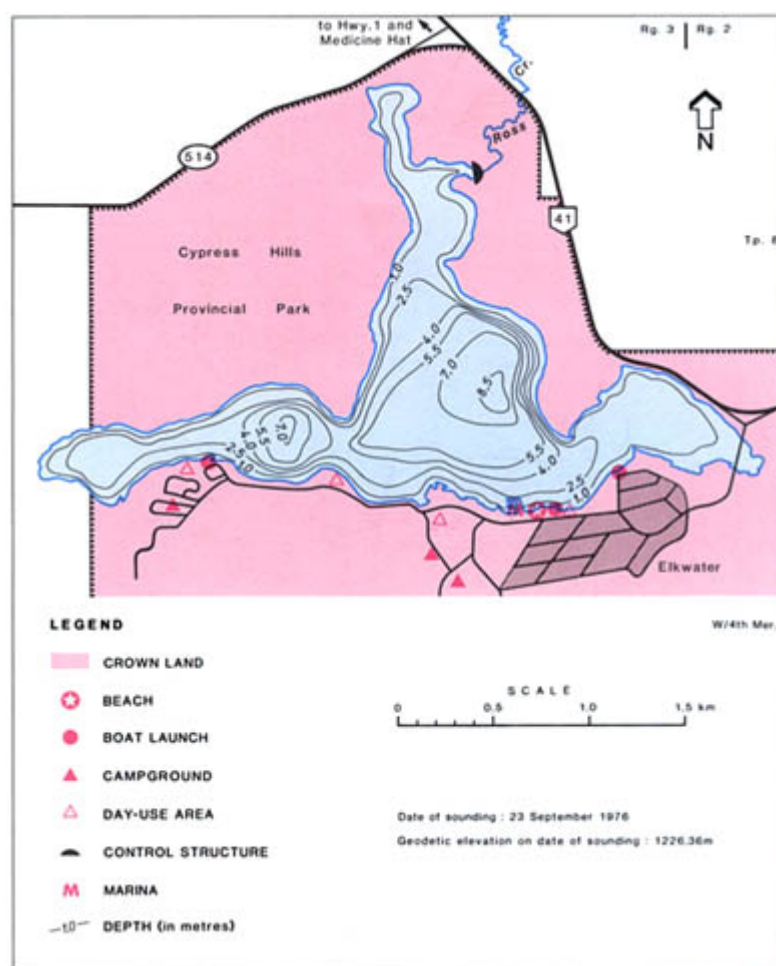 to Hwy.1 and
Medicine Hat
Rg. 3 | Rg. 2
Cr.
Ross
N
514
41
Tp. 8
Cypress Hills
Provincial Park
1.0
2.5
4.0
5.5
7.0
8.5
7.0
5.5
4.0
2.5
1.0
5.5
4.0
2.5
1.0
M
Elkwater
W/4th Mer.
LEGEND
CROWN LAND
BEACH
BOAT LAUNCH
CAMPGROUND
DAY-USE AREA
CONTROL STRUCTURE
M MARINA
1.0 DEPTH (in metres)
SCALE
0 0.5 1.0 1.5 km
Date of sounding : 23 September 1976
Geodetic elevation on date of sounding : 1226.36m